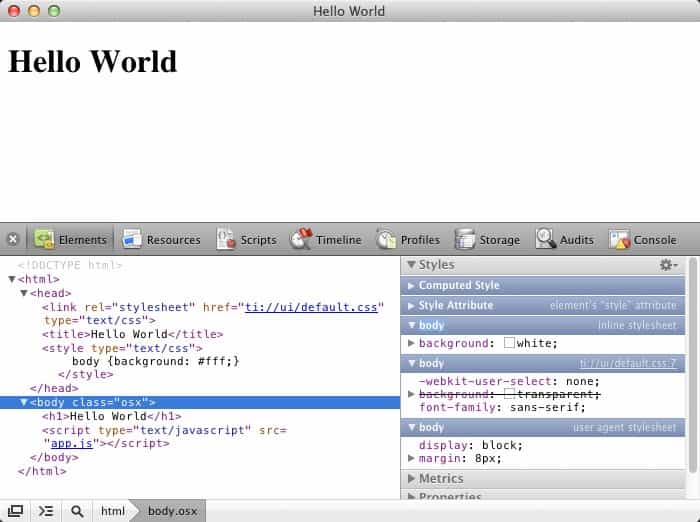 Hello World
Hello World
Elements Resources Scripts Timeline Profiles Storage Audits Console
<!DOCTYPE html>
<html>
<head>
<link rel="stylesheet" href="ti://ui/default.css"
type="text/css">
<title>Hello World</title>
<style type="text/css">
body {background: #fff;}
</style>
</head>
<body class="osx">
<h1>Hello World</h1>
<script type="text/javascript" src=
"app.js"></script>
</body>
</html>
Styles
Computed Style
Style Attribute element's "style" attribute
body inline stylesheet
background: white;
body ti://ui/default.css:7
-webkit-user-select: none;
background: transparent;
font-family: sans-serif;
body user agent stylesheet
display: block;
margin: 8px;
Metrics
Properties
html body.osx